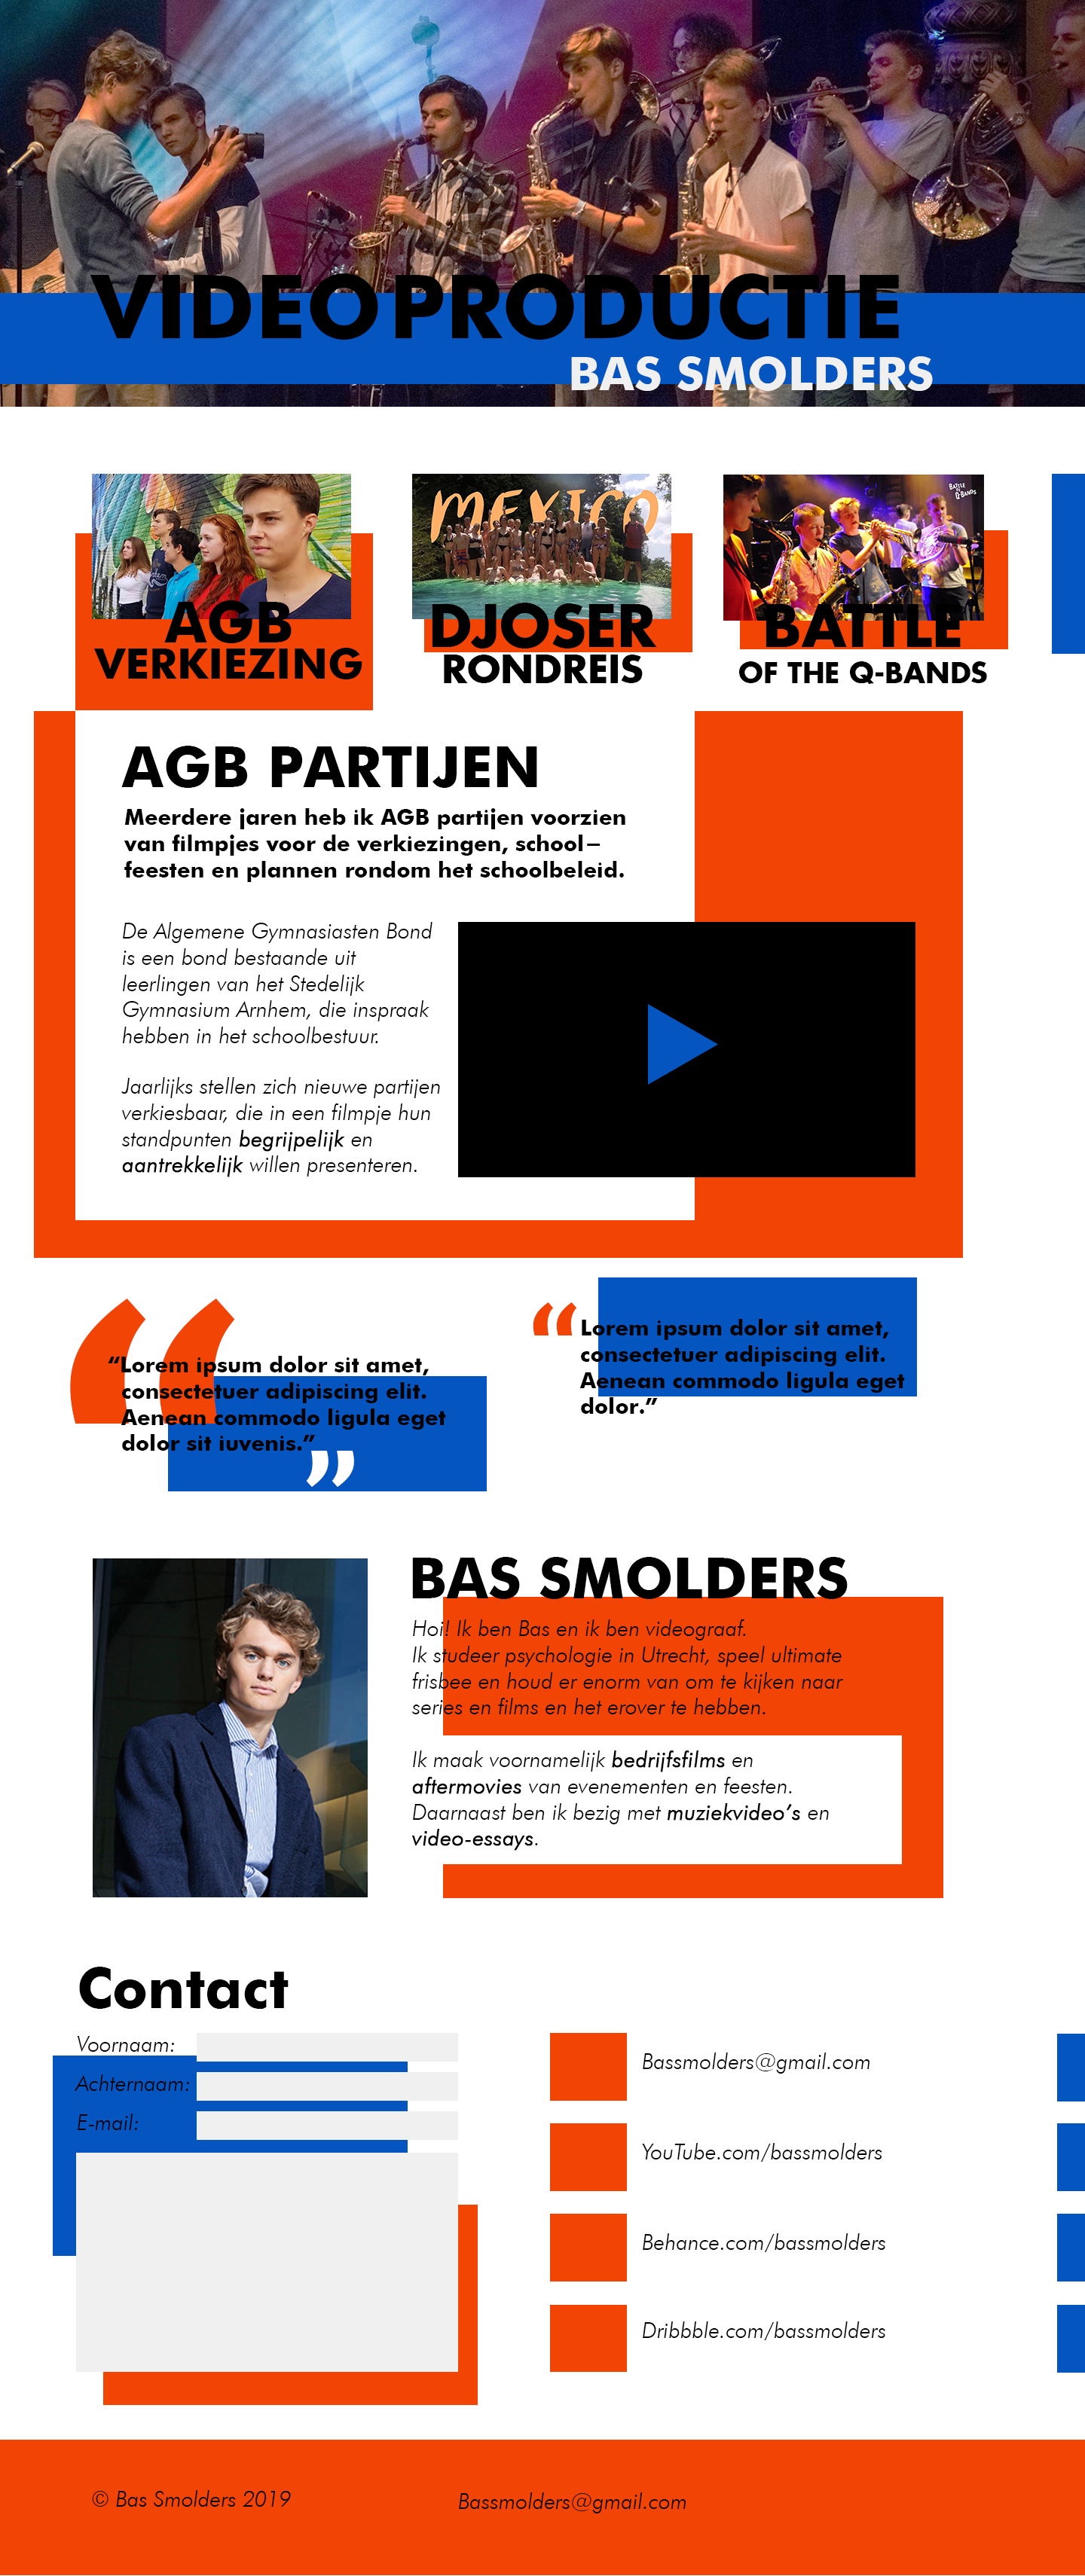 VIDEOPRODUCTIE
BAS SMOLDERS
MEXICO
BATTLE
OF
Q-BANDS
AGB
VERKIEZING
DJOSER
RONDREIS
BATTLE
OF THE Q-BANDS
AGB PARTIJEN
Meerdere jaren heb ik AGB partijen voorzien
van filmpjes voor de verkiezingen, school–
feesten en plannen rondom het schoolbeleid.
De Algemene Gymnasiasten Bond
is een bond bestaande uit
leerlingen van het Stedelijk
Gymnasium Arnhem, die inspraak
hebben in het schoolbestuur.
Jaarlijks stellen zich nieuwe partijen
verkiesbaar, die in een filmpje hun
standpunten begrijpelijk en
aantrekkelijk willen presenteren.
“
“Lorem ipsum dolor sit amet,
consectetuer adipiscing elit.
Aenean commodo ligula eget
dolor sit iuvenis.”
”
“
Lorem ipsum dolor sit amet,
consectetuer adipiscing elit.
Aenean commodo ligula eget
dolor.”
BAS SMOLDERS
Hoi! Ik ben Bas en ik ben videograaf.
Ik studeer psychologie in Utrecht, speel ultimate
frisbee en houd er enorm van om te kijken naar
series en films en het erover te hebben.
Ik maak voornamelijk bedrijfsfilms en
aftermovies van evenementen en feesten.
Daarnaast ben ik bezig met muziekvideo’s en
video-essays.
Contact
Voornaam:
Achternaam:
E-mail:
Bassmolders@gmail.com
YouTube.com/bassmolders
Behance.com/bassmolders
Dribbble.com/bassmolders
© Bas Smolders 2019
Bassmolders@gmail.com